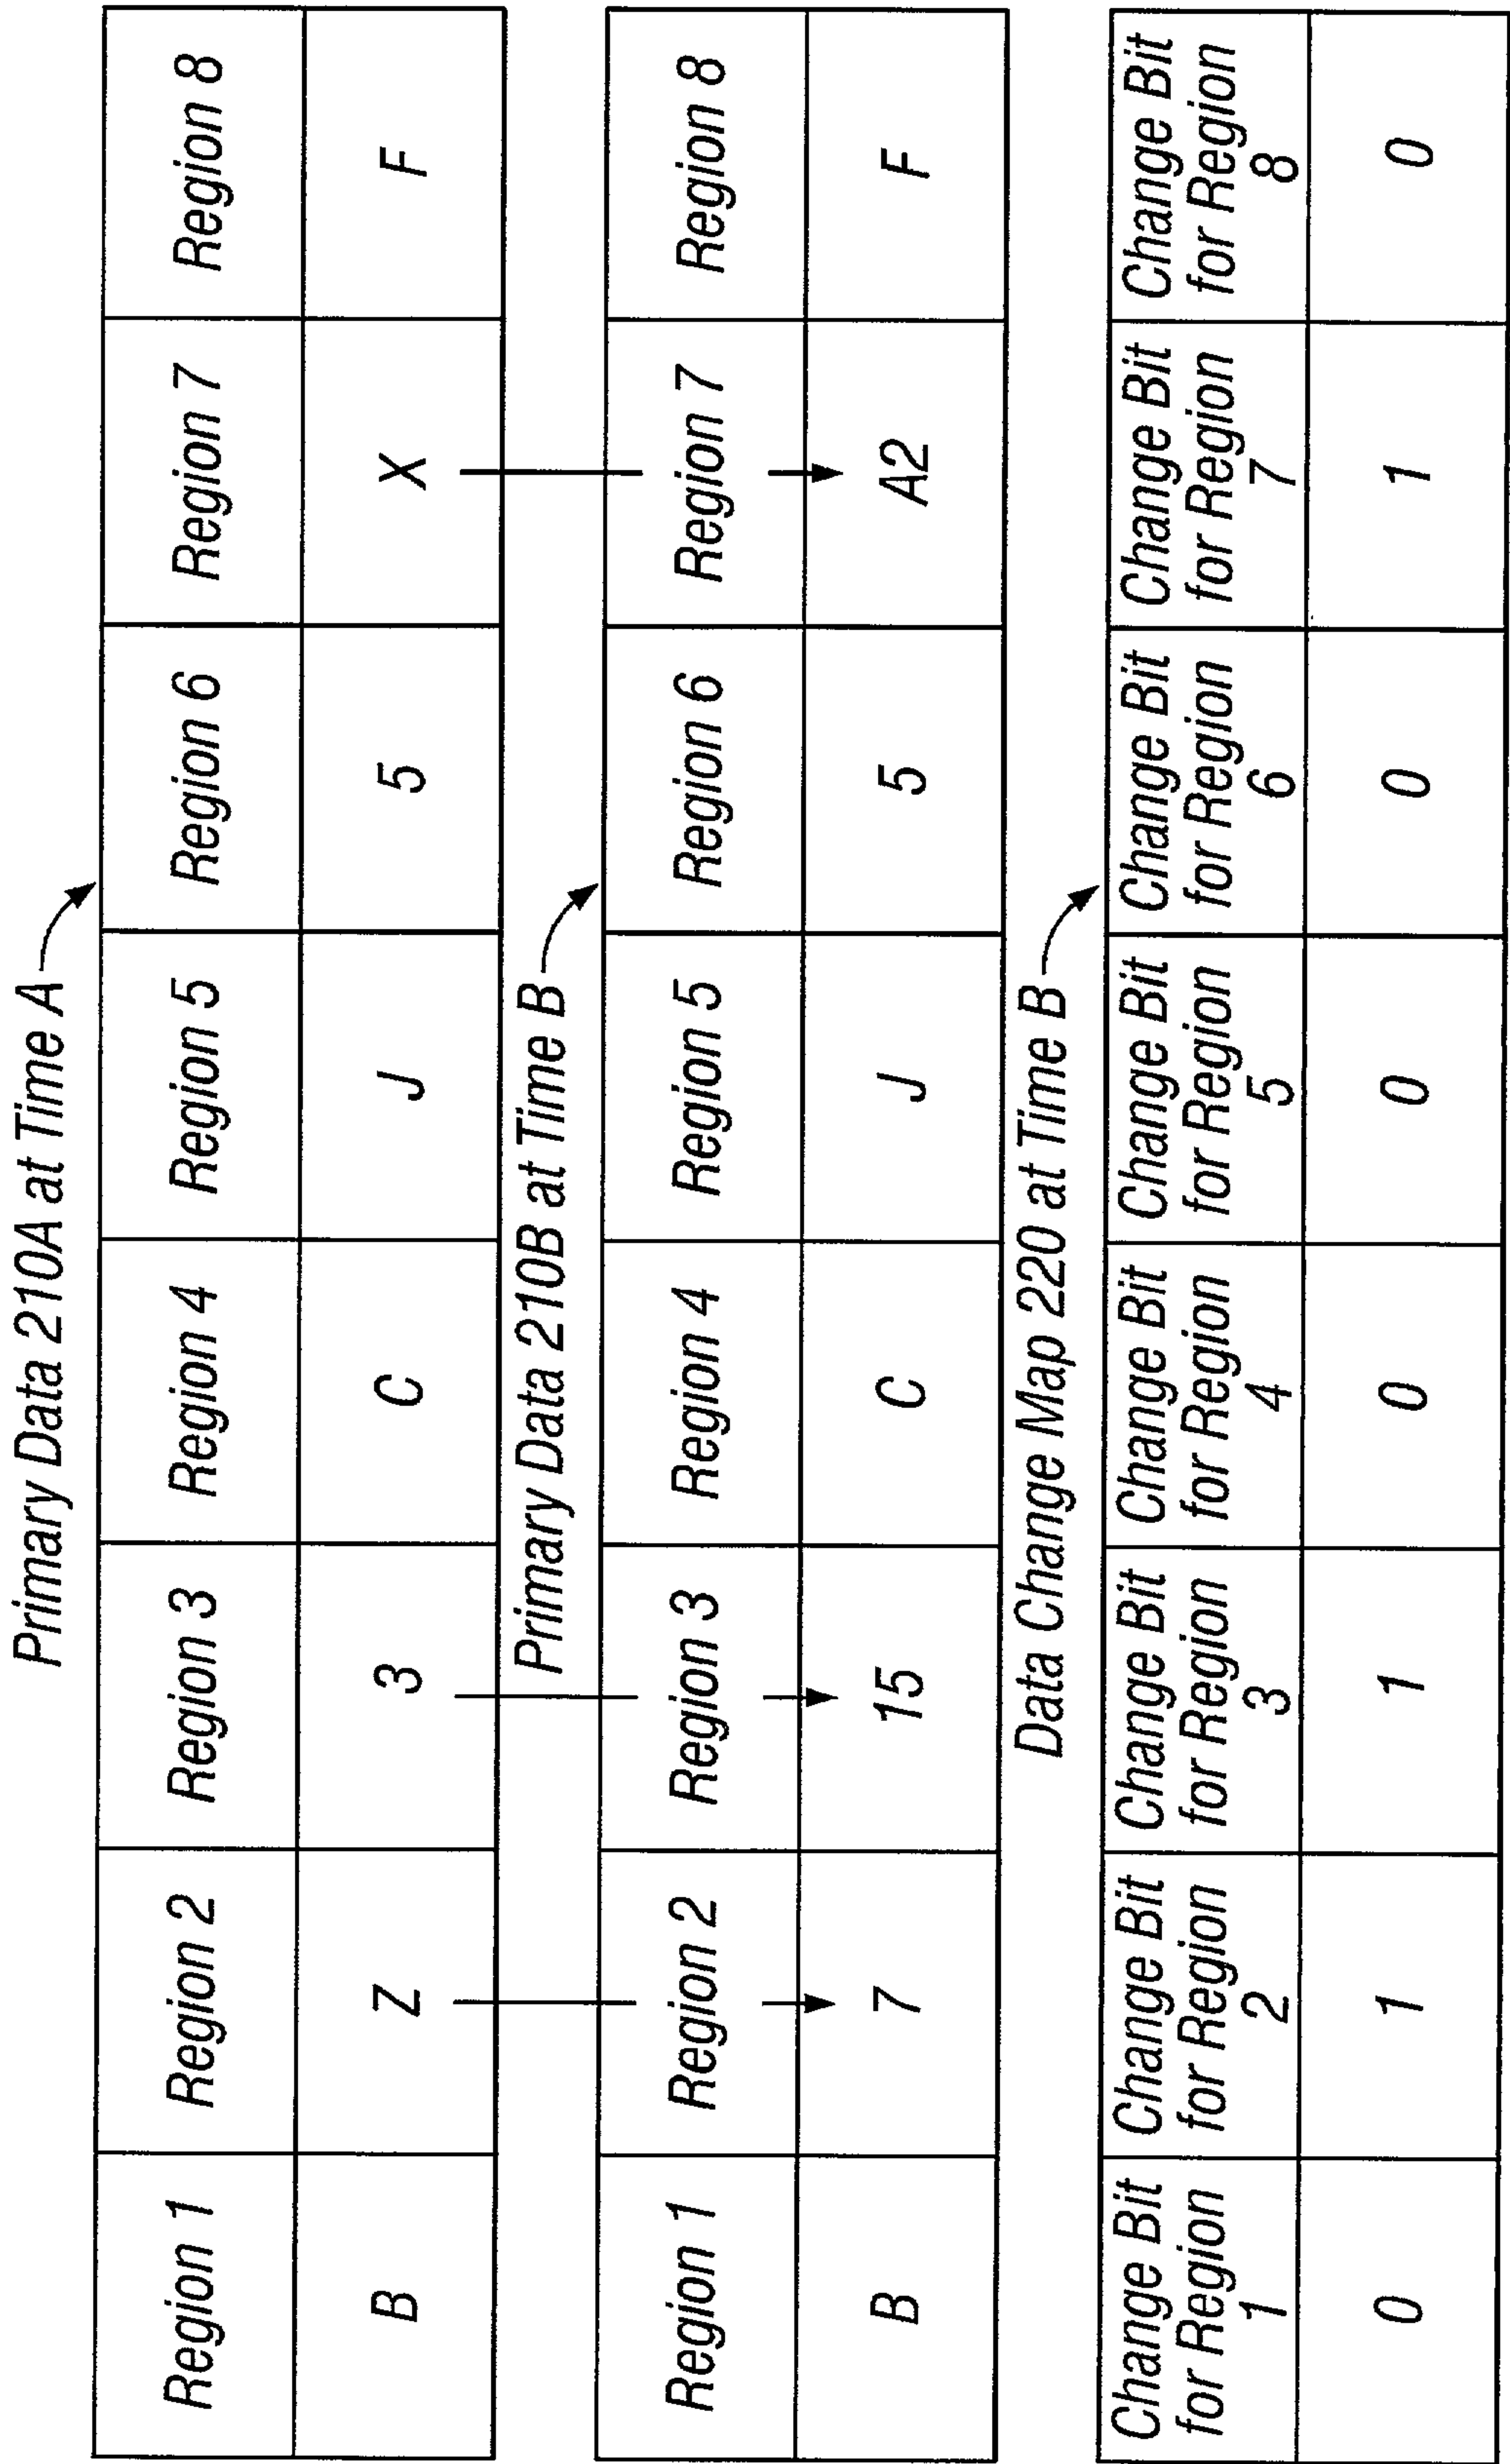 Primary Data 210A at Time A
Region 1 Region 2 Region 3 Region 4 Region 5 Region 6 Region 7 Region 8
B Z 3 C J 5 X F
Primary Data 210B at Time B
Region 1 Region 2 Region 3 Region 4 Region 5 Region 6 Region 7 Region 8
B 7 15 C J 5 A2 F
Data Change Map 220 at Time B
Change Bit Change Bit Change Bit Change Bit Change Bit Change Bit Change Bit Change Bit
for Region for Region for Region for Region for Region for Region for Region for Region
1 2 3 4 5 6 7 8
0 1 1 0 0 0 1 0